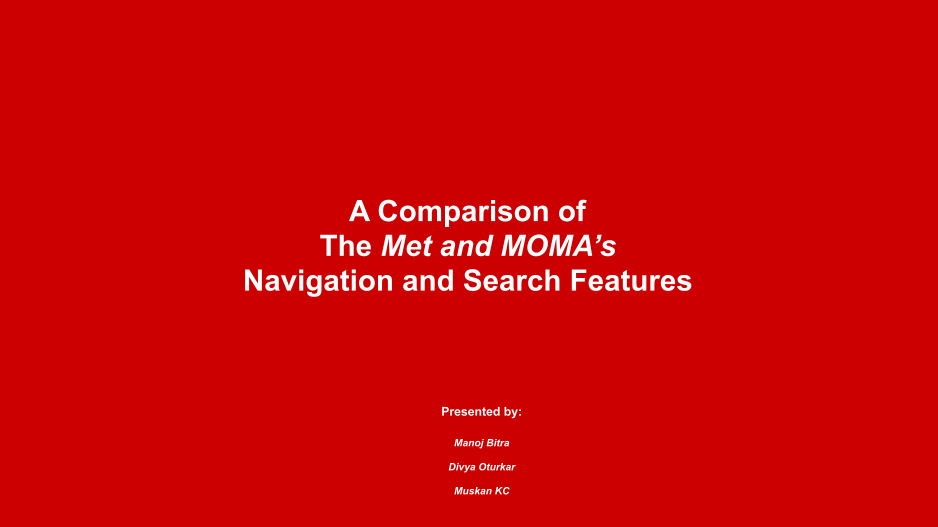 A Comparison of
The Met and MOMA’s
Navigation and Search Features
Presented by:
Manoj Bitra
Divya Oturkar
Muskan KC